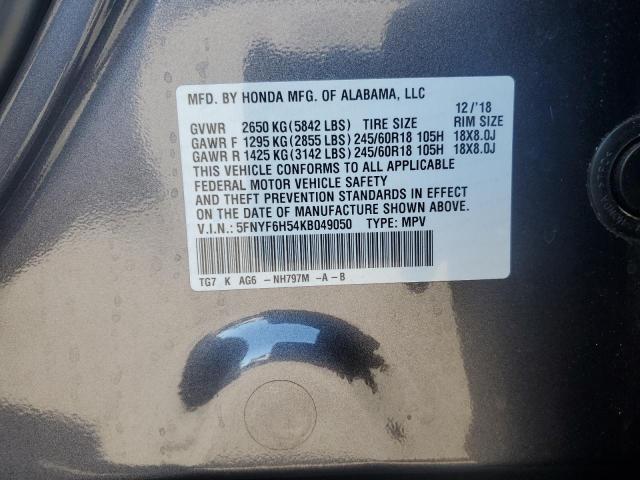 MFD. BY HONDA MFG. OF ALABAMA, LLC
12/'18
GVWR 2650 KG (5842 LBS) TIRE SIZE RIM SIZE
GAWR F 1295 KG (2855 LBS) 245/60R18 105H 18X8.0J
GAWR R 1425 KG (3142 LBS) 245/60R18 105H 18X8.0J
THIS VEHICLE CONFORMS TO ALL APPLICABLE
FEDERAL MOTOR VEHICLE SAFETY
AND THEFT PREVENTION STANDARDS IN EFFECT
ON THE DATE OF MANUFACTURE SHOWN ABOVE.
V.I.N.: 5FNYF6H54KB049050 TYPE: MPV
TG7 K AG6 -NH797M -A-B